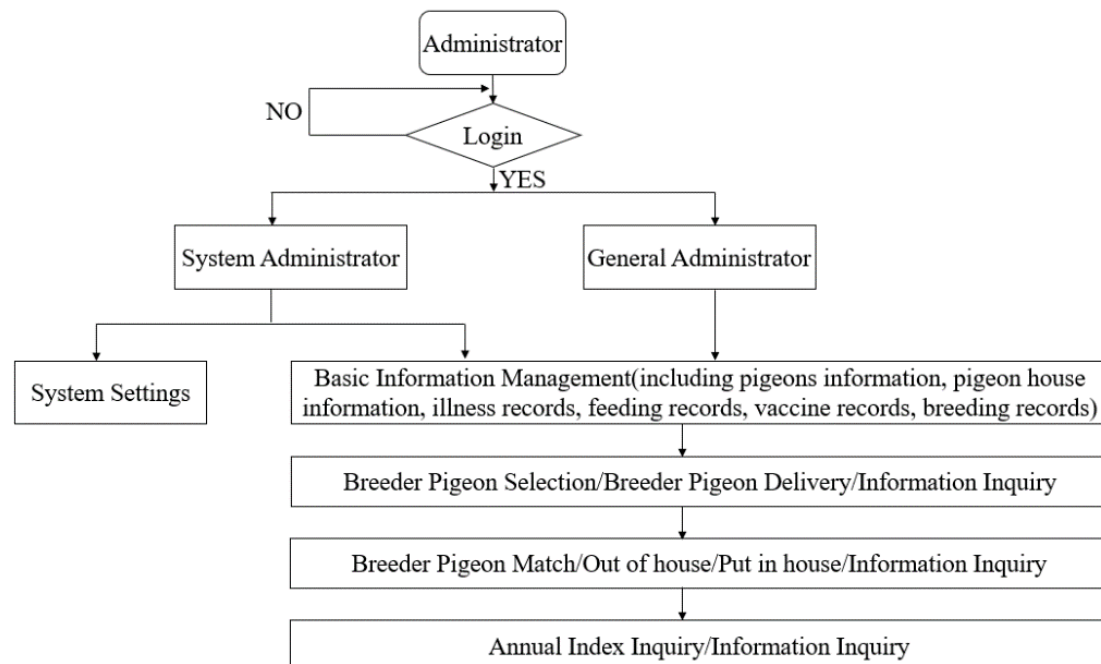 Administrator
NO
Login
YES
System Administrator
General Administrator
System Settings
Basic Information Management(including pigeons information, pigeon house
information, illness records, feeding records, vaccine records, breeding records)
Breeder Pigeon Selection/Breeder Pigeon Delivery/Information Inquiry
Breeder Pigeon Match/Out of house/Put in house/Information Inquiry
Annual Index Inquiry/Information Inquiry